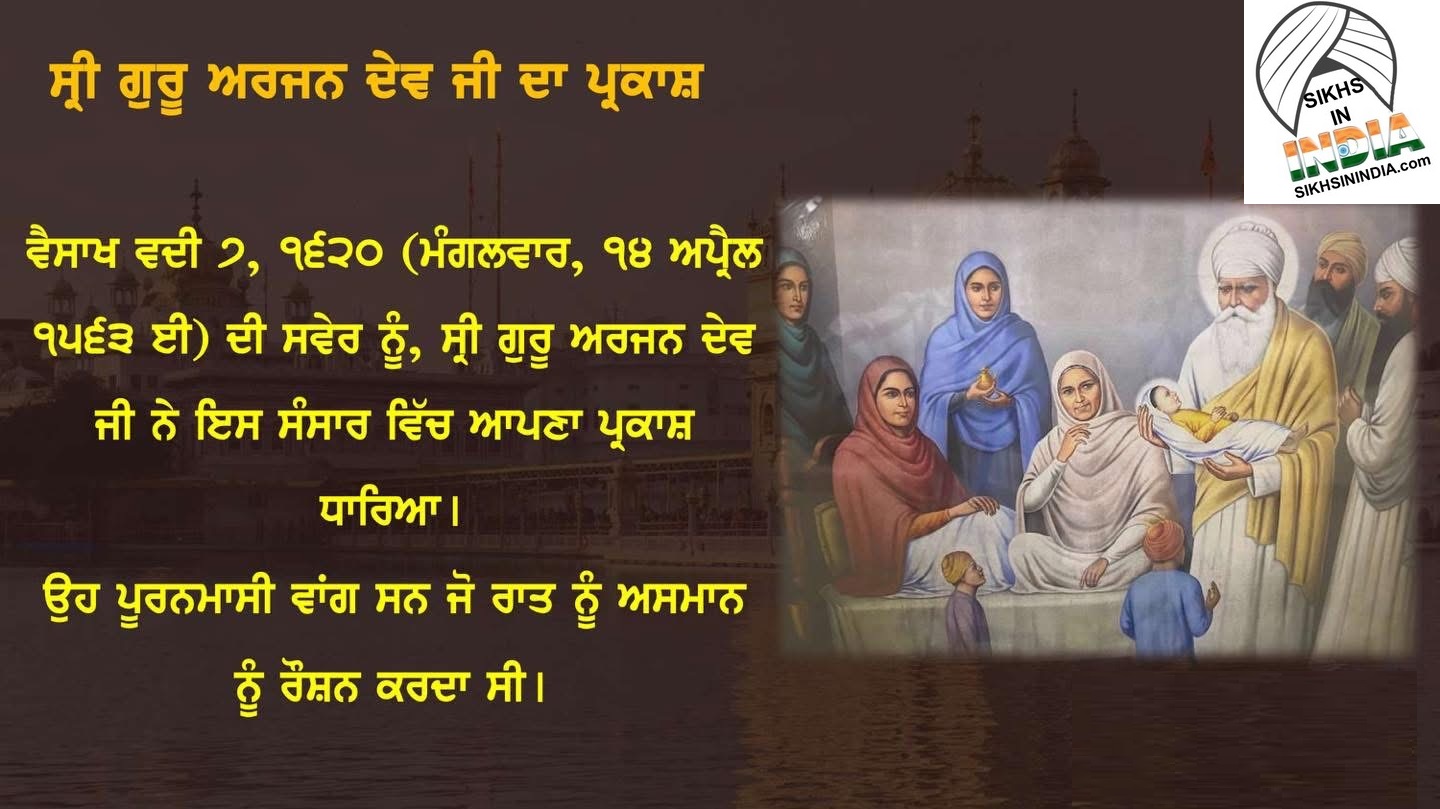 ਸ੍ਰੀ ਗੁਰੂ ਅਰਜਨ ਦੇਵ ਜੀ ਦਾ ਪ੍ਰਕਾਸ਼
ਵੈਸਾਖ ਵਦੀ ੭, ੧੬੨੦ (ਮੰਗਲਵਾਰ, ੧੪ ਅਪ੍ਰੈਲ
੧੫੬੩ ਈ) ਦੀ ਸਵੇਰ ਨੂੰ, ਸ੍ਰੀ ਗੁਰੂ ਅਰਜਨ ਦੇਵ
ਜੀ ਨੇ ਇਸ ਸੰਸਾਰ ਵਿੱਚ ਆਪਣਾ ਪ੍ਰਕਾਸ਼
ਧਾਰਿਆ।
ਉਹ ਪੂਰਨਮਾਸੀ ਵਾਂਗ ਸਨ ਜੋ ਰਾਤ ਨੂੰ ਅਸਮਾਨ
ਨੂੰ ਰੌਸ਼ਨ ਕਰਦਾ ਸੀ।
SIKHS
IN
INDIA
SIKHSININDIA.com